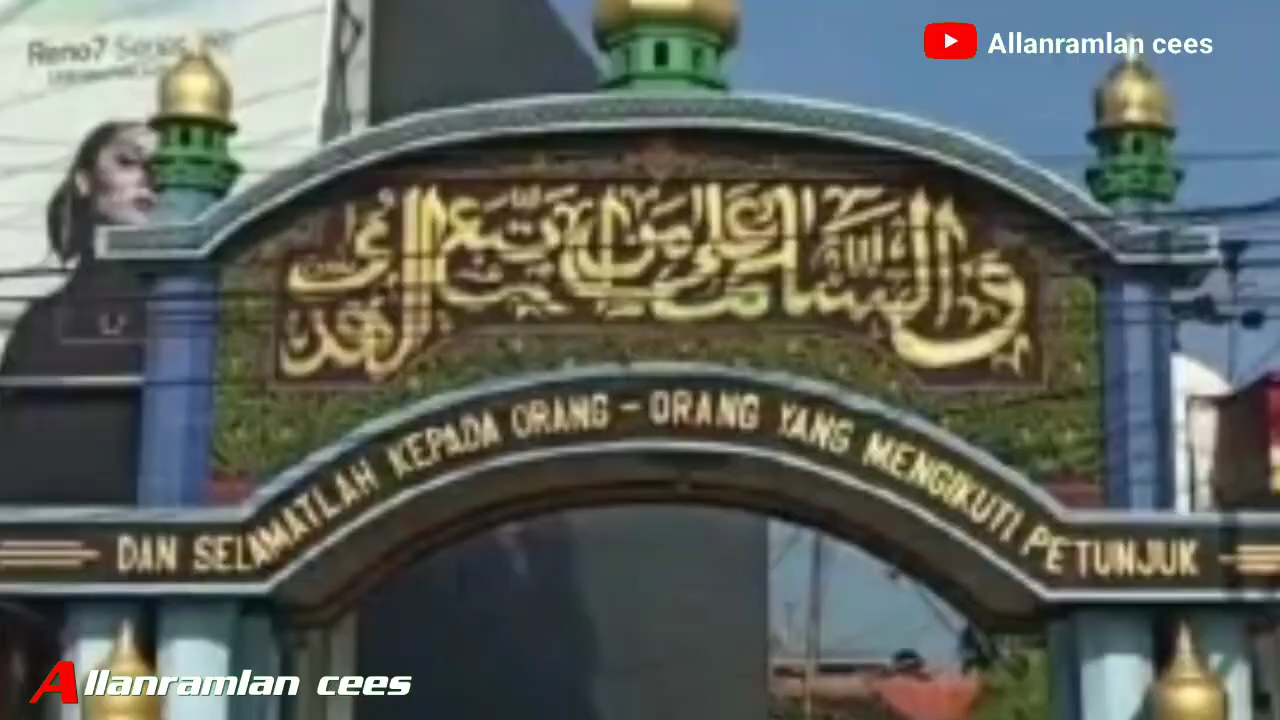 Reno7 Series
Allanramlan cees
والسلام على من اتبع الهدى
DAN SELAMATLAH KEPADA ORANG - ORANG YANG MENGIKUTI PETUNJUK
Allanramlan cees